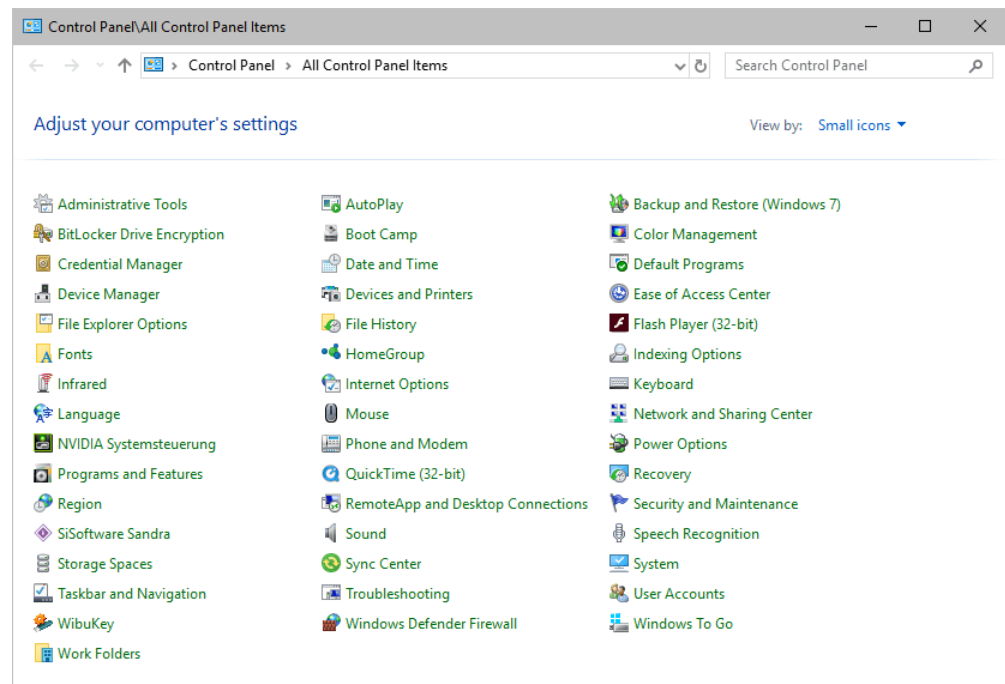 Control Panel\All Control Panel Items
Control Panel › All Control Panel Items Search Control Panel
Adjust your computer's settings View by: Small icons
Administrative Tools AutoPlay Backup and Restore (Windows 7)
BitLocker Drive Encryption Boot Camp Color Management
Credential Manager Date and Time Default Programs
Device Manager Devices and Printers Ease of Access Center
File Explorer Options File History Flash Player (32-bit)
Fonts HomeGroup Indexing Options
Infrared Internet Options Keyboard
Language Mouse Network and Sharing Center
NVIDIA Systemsteuerung Phone and Modem Power Options
Programs and Features QuickTime (32-bit) Recovery
Region RemoteApp and Desktop Connections Security and Maintenance
SiSoftware Sandra Sound Speech Recognition
Storage Spaces Sync Center System
Taskbar and Navigation Troubleshooting User Accounts
WibuKey Windows Defender Firewall Windows To Go
Work Folders